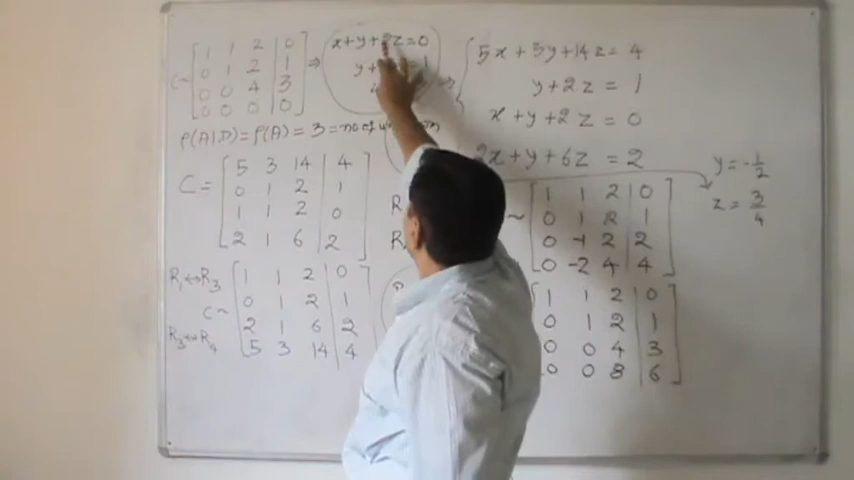 1 1 2 | 0
C~ 0 1 2 | 1
0 0 4 | 3
0 0 0 | 0
⇒ x+y+2z=0
y+
ρ(A|D)=ρ(A)=3=no of
C= 5 3 14 | 4
0 1 2 | 1
1 1 2 | 0
2 1 6 | 2
R₁↔R₃
1 1 2 | 0
C~ 0 1 2 | 1
2 1 6 | 2
R₃↔R₄
5 3 14 | 4
5x+3y+14z=4
y+2z=1
x+y+2z=0
2x+y+6z=2
~ 1 1 2 | 0
0 1 2 | 1
0 -1 2 | 2
0 -2 4 | 4
1 1 2 | 0
0 1 2 | 1
0 0 4 | 3
0 0 8 | 6
y=-1/2
z=3/4